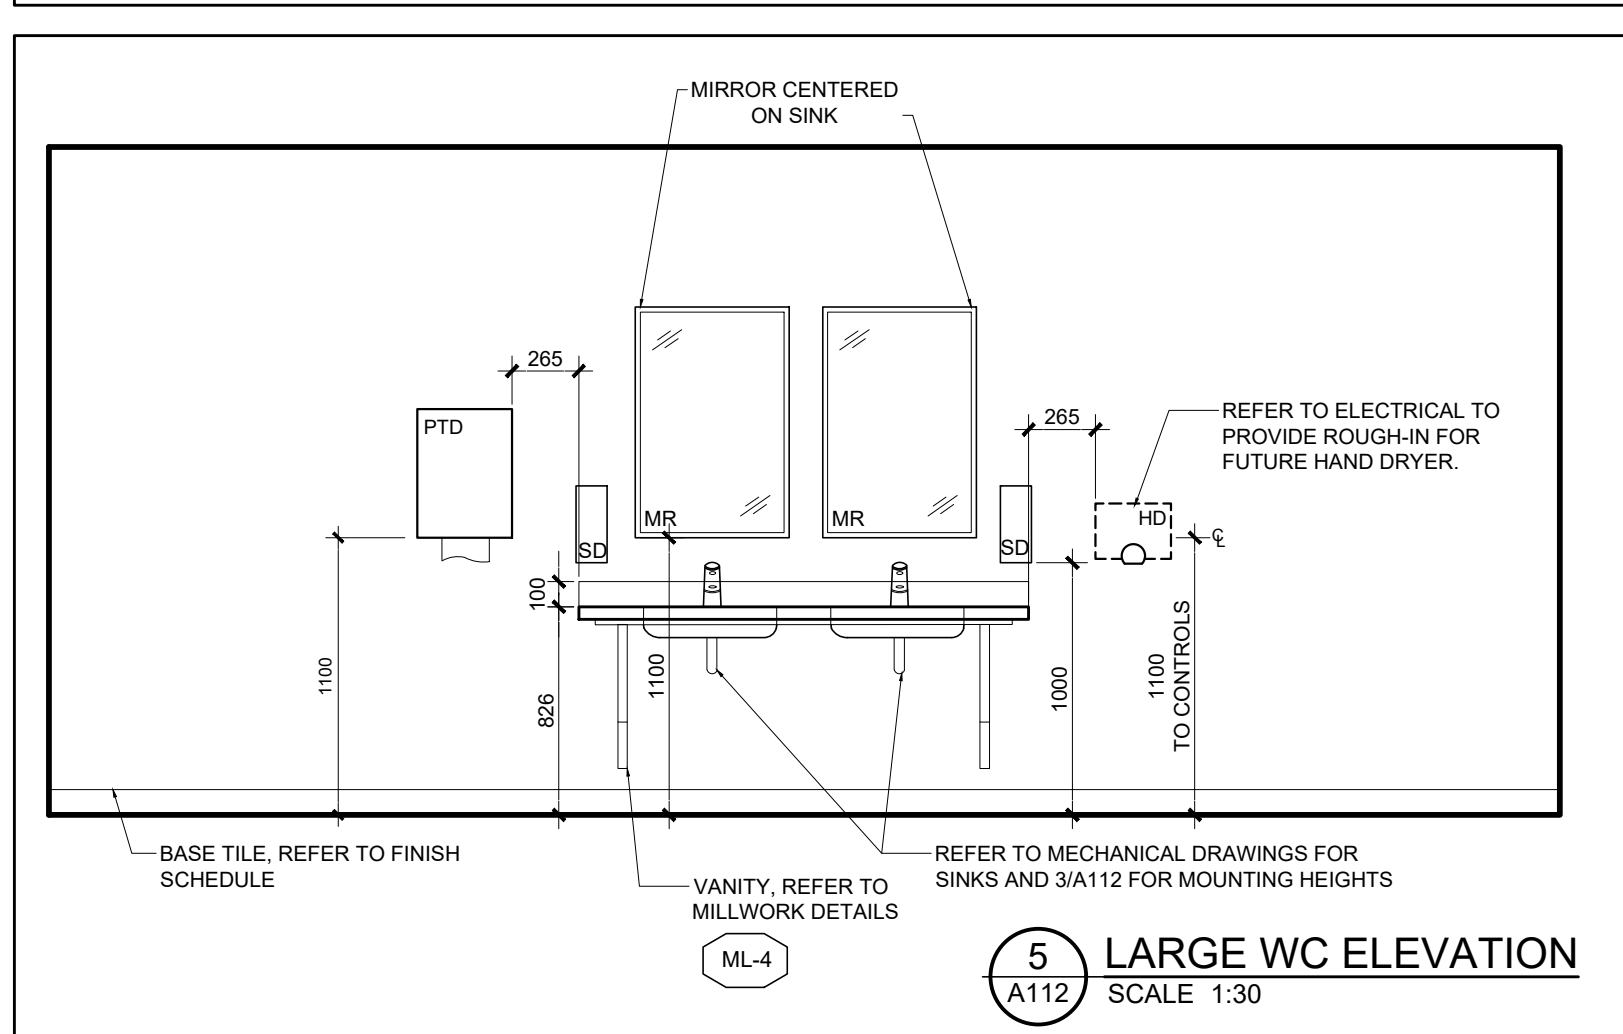 MIRROR CENTERED
ON SINK
265
PTD
265
REFER TO ELECTRICAL TO
PROVIDE ROUGH-IN FOR
FUTURE HAND DRYER.
MR
MR
HD
SD
SD
℄
100
1100
826
1100
1000
1100
TO CONTROLS
BASE TILE, REFER TO FINISH
SCHEDULE
REFER TO MECHANICAL DRAWINGS FOR
SINKS AND 3/A112 FOR MOUNTING HEIGHTS
VANITY, REFER TO
MILLWORK DETAILS
ML-4
5
A112
LARGE WC ELEVATION
SCALE 1:30